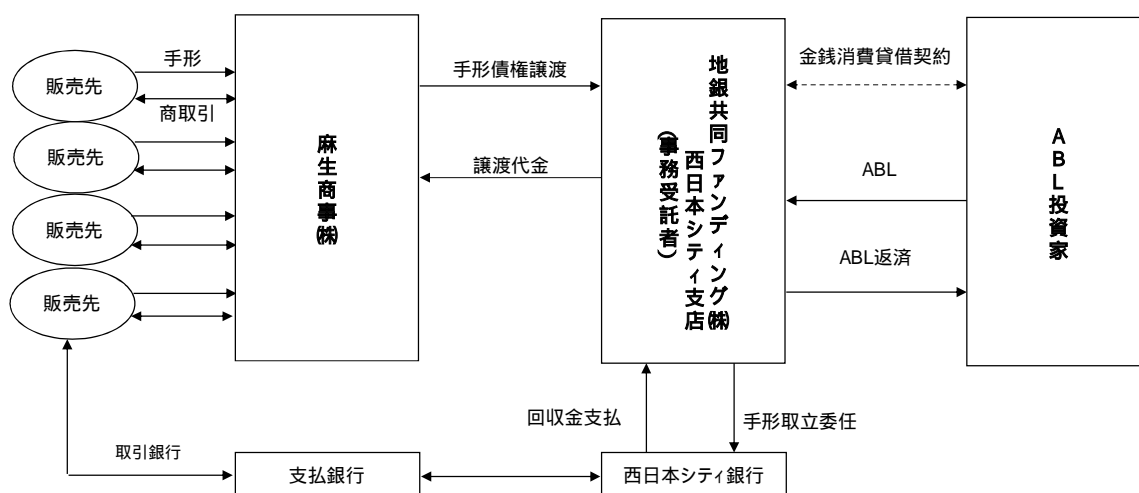 販売先
販売先
販売先
販売先
手形
商取引
麻生商事㈱
手形債権譲渡
譲渡代金
地銀共同ファンディング㈱
西日本シティ支店
(事務受託者)
金銭消費貸借契約
ABL
ABL返済
ABL投資家
回収金支払
手形取立委任
取引銀行
支払銀行
西日本シティ銀行